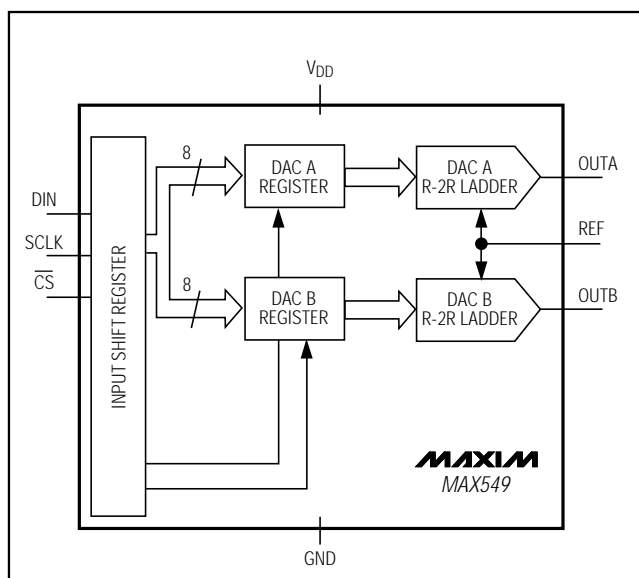 VDD
8
DAC A
REGISTER
DAC A
R-2R LADDER
OUTA
DIN
SCLK
CS
INPUT SHIFT REGISTER
REF
8
DAC B
REGISTER
DAC B
R-2R LADDER
OUTB
MAXIM
MAX549
GND